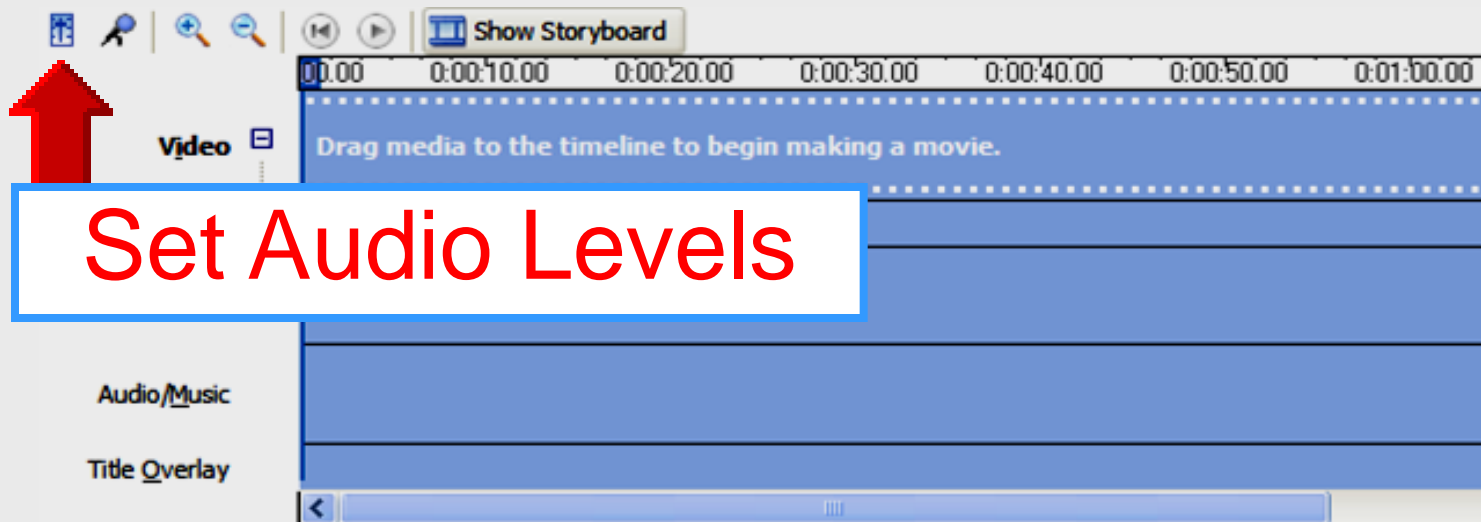 Show Storyboard
00.00 0:00:10.00 0:00:20.00 0:00:30.00 0:00:40.00 0:00:50.00 0:01:00.00
Video
Drag media to the timeline to begin making a movie.
Set Audio Levels
Audio/Music
Title Overlay